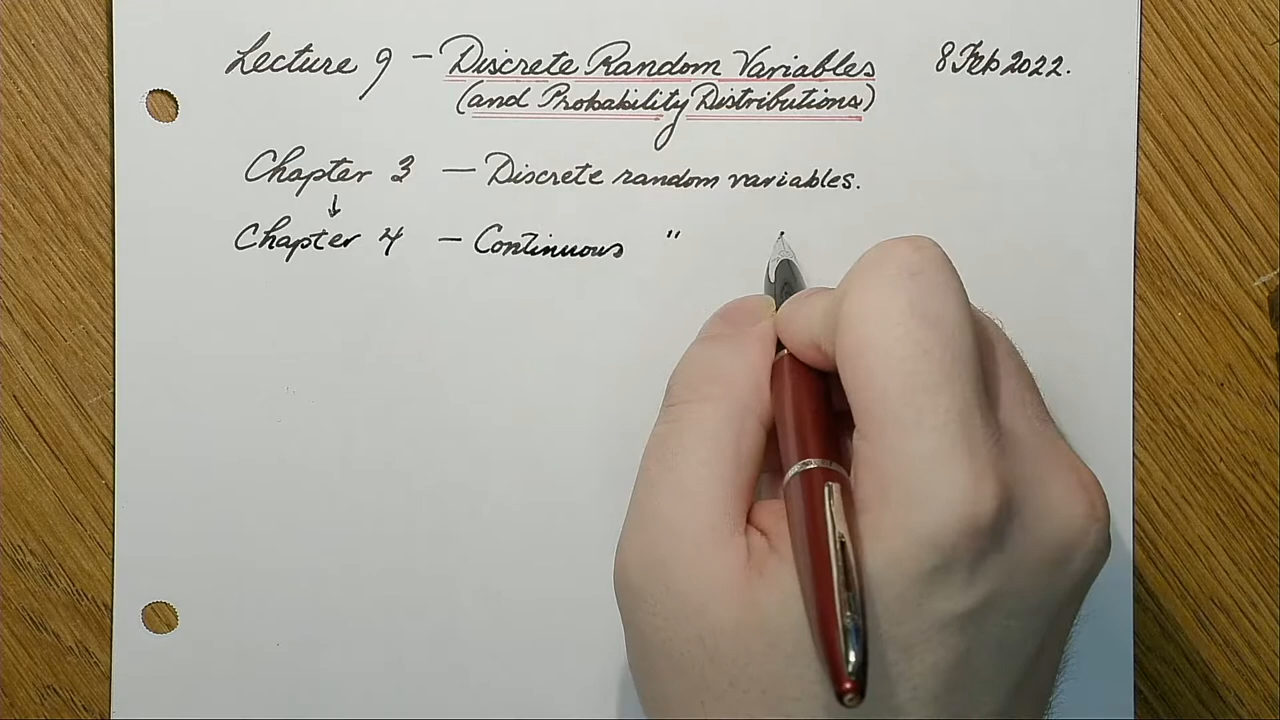 Lecture 9 - Discrete Random Variables 8 Feb 2022.
(and Probability Distributions)
Chapter 3 — Discrete random variables.
↓
Chapter 4 — Continuous "